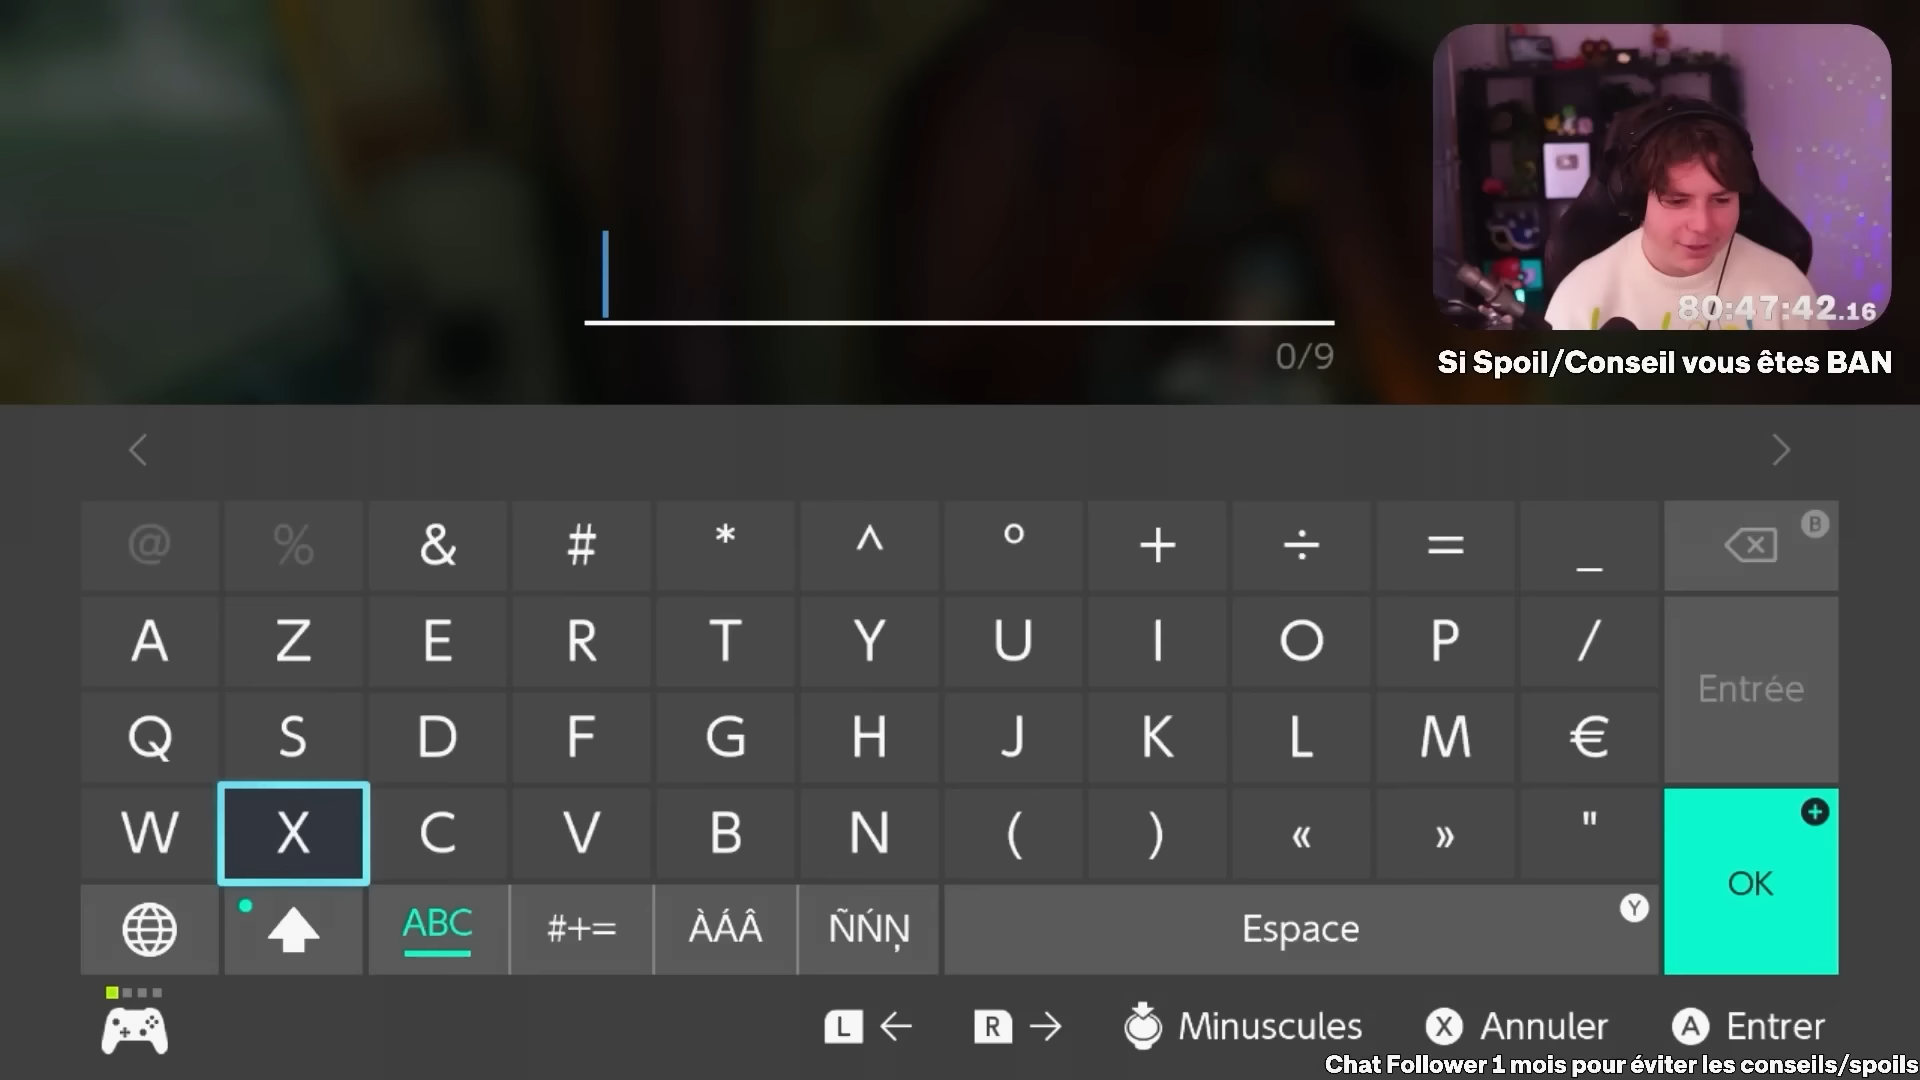 80:47:42.16
0/9
Si Spoil/Conseil vous êtes BAN
@ % & # * ^ ° + ÷ = _ B
A Z E R T Y U I O P / Entrée
Q S D F G H J K L M €
W X C V B N ( ) « » " + OK
ABC #+= ÀÁÂ ÑŃŅ Espace Y
L ← R → Minuscules X Annuler A Entrer
Chat Follower 1 mois pour éviter les conseils/spoils